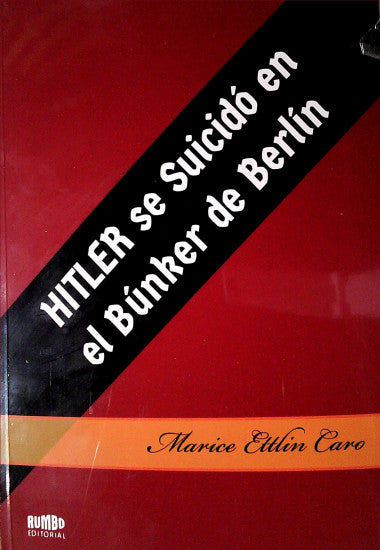 HITLER se Suicidó en
el Búnker de Berlín
Marice Ettlin Caro
RUMBO
EDITORIAL